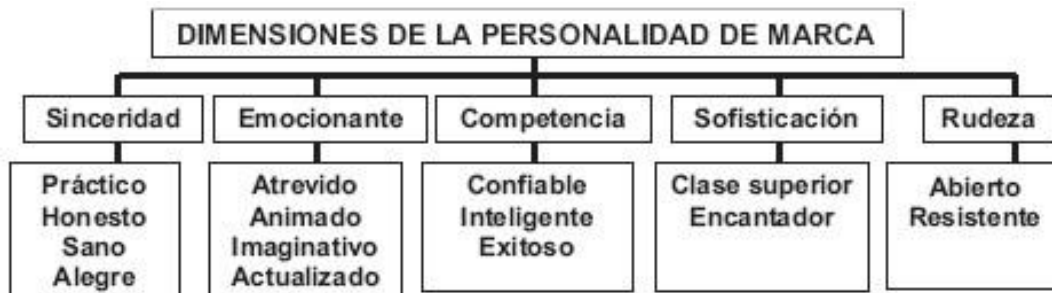 DIMENSIONES DE LA PERSONALIDAD DE MARCA
Sinceridad
Emocionante
Competencia
Sofisticación
Rudeza
Práctico
Honesto
Sano
Alegre
Atrevido
Animado
Imaginativo
Actualizado
Confiable
Inteligente
Exitoso
Clase superior
Encantador
Abierto
Resistente